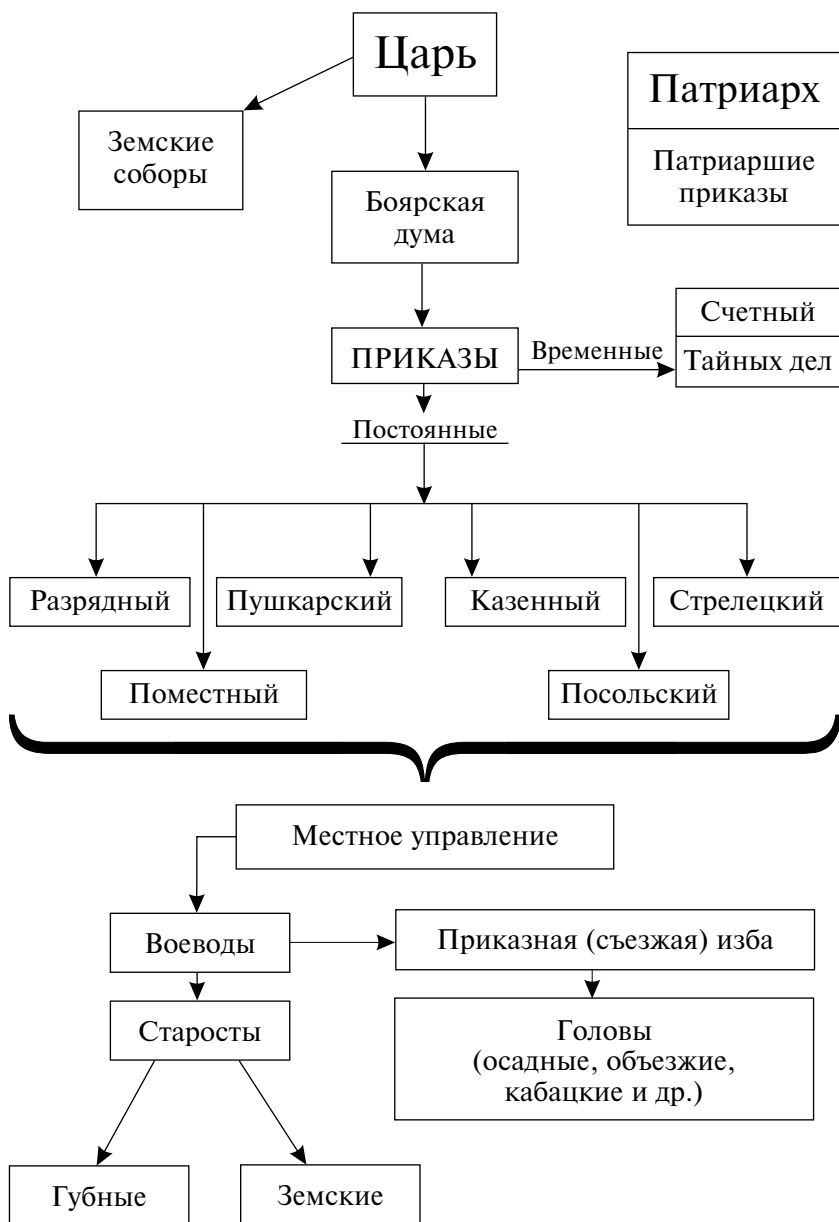 Царь
Патриарх
Земские
соборы
Патриаршие
приказы
Боярская
дума
Счетный
ПРИКАЗЫ
Временные
Тайных дел
Постоянные
Разрядный
Пушкарский
Казенный
Стрелецкий
Поместный
Посольский
Местное управление
Воеводы
Приказная (съезжая) изба
Старосты
Головы
(осадные, объезжие,
кабацкие и др.)
Губные
Земские